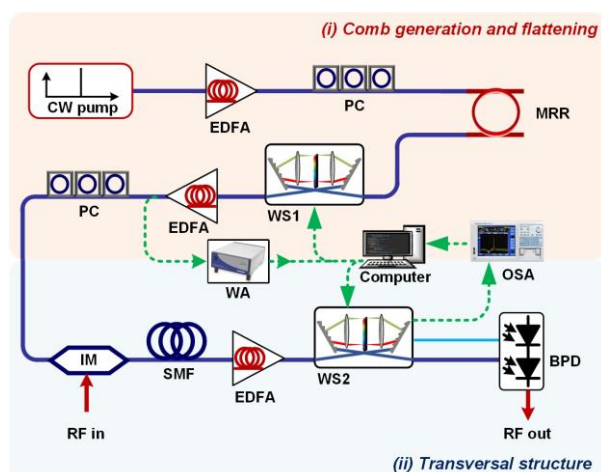 (i) Comb generation and flattening
CW pump
EDFA
PC
MRR
PC
EDFA
WS1
WA
Computer
OSA
IM
SMF
EDFA
WS2
BPD
RF in
RF out
(ii) Transversal structure